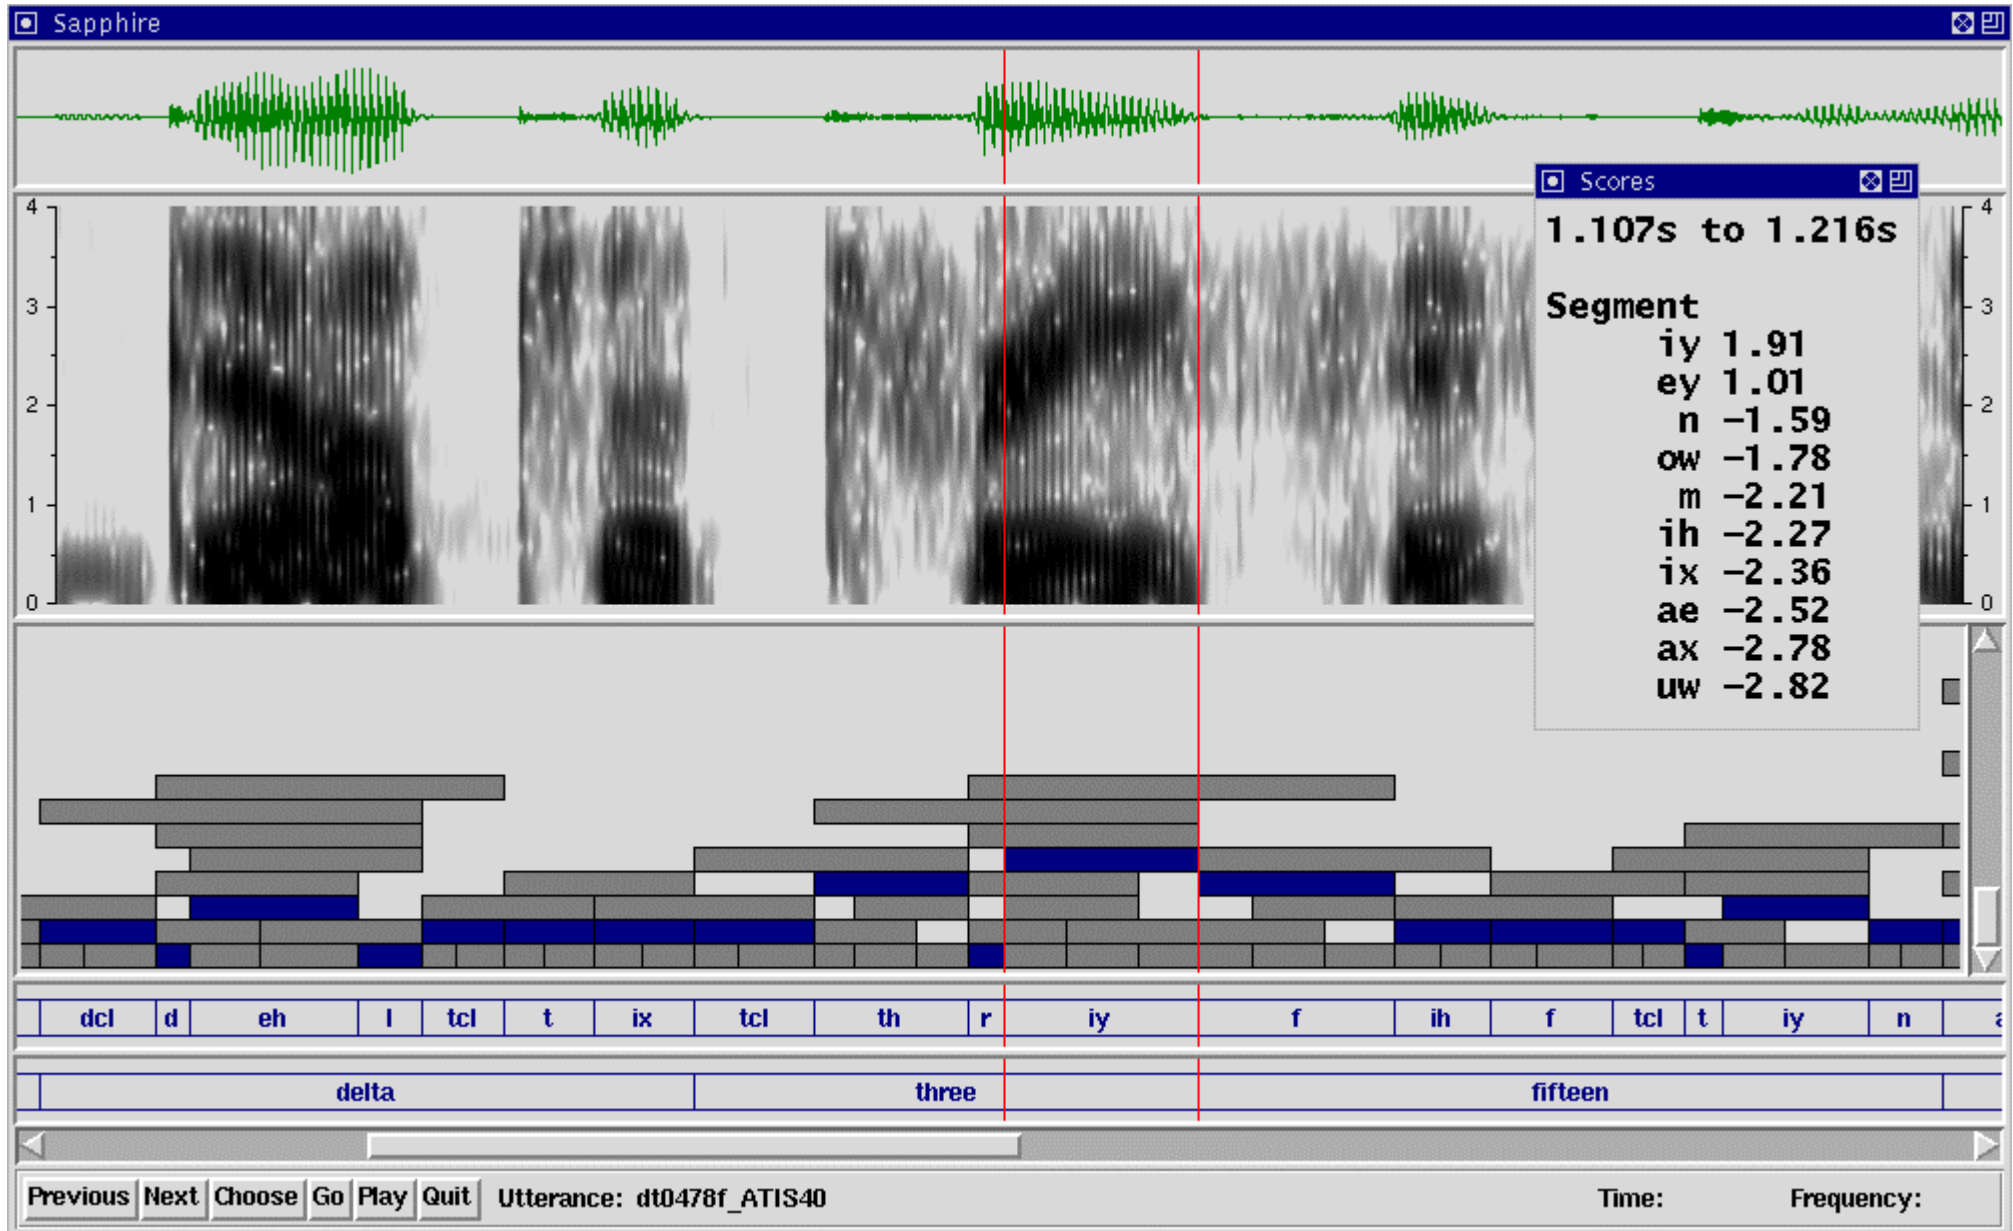 Sapphire
Scores
1.107s to 1.216s
Segment
iy 1.91
ey 1.01
n -1.59
ow -1.78
m -2.21
ih -2.27
ix -2.36
ae -2.52
ax -2.78
uw -2.82
4 4
3 3
2 2
1 1
0 0
dcl d eh l tcl t ix tcl th r iy f ih f tcl t iy n
delta three fifteen
Previous Next Choose Go Play Quit Utterance: dt0478f_ATIS40 Time: Frequency: